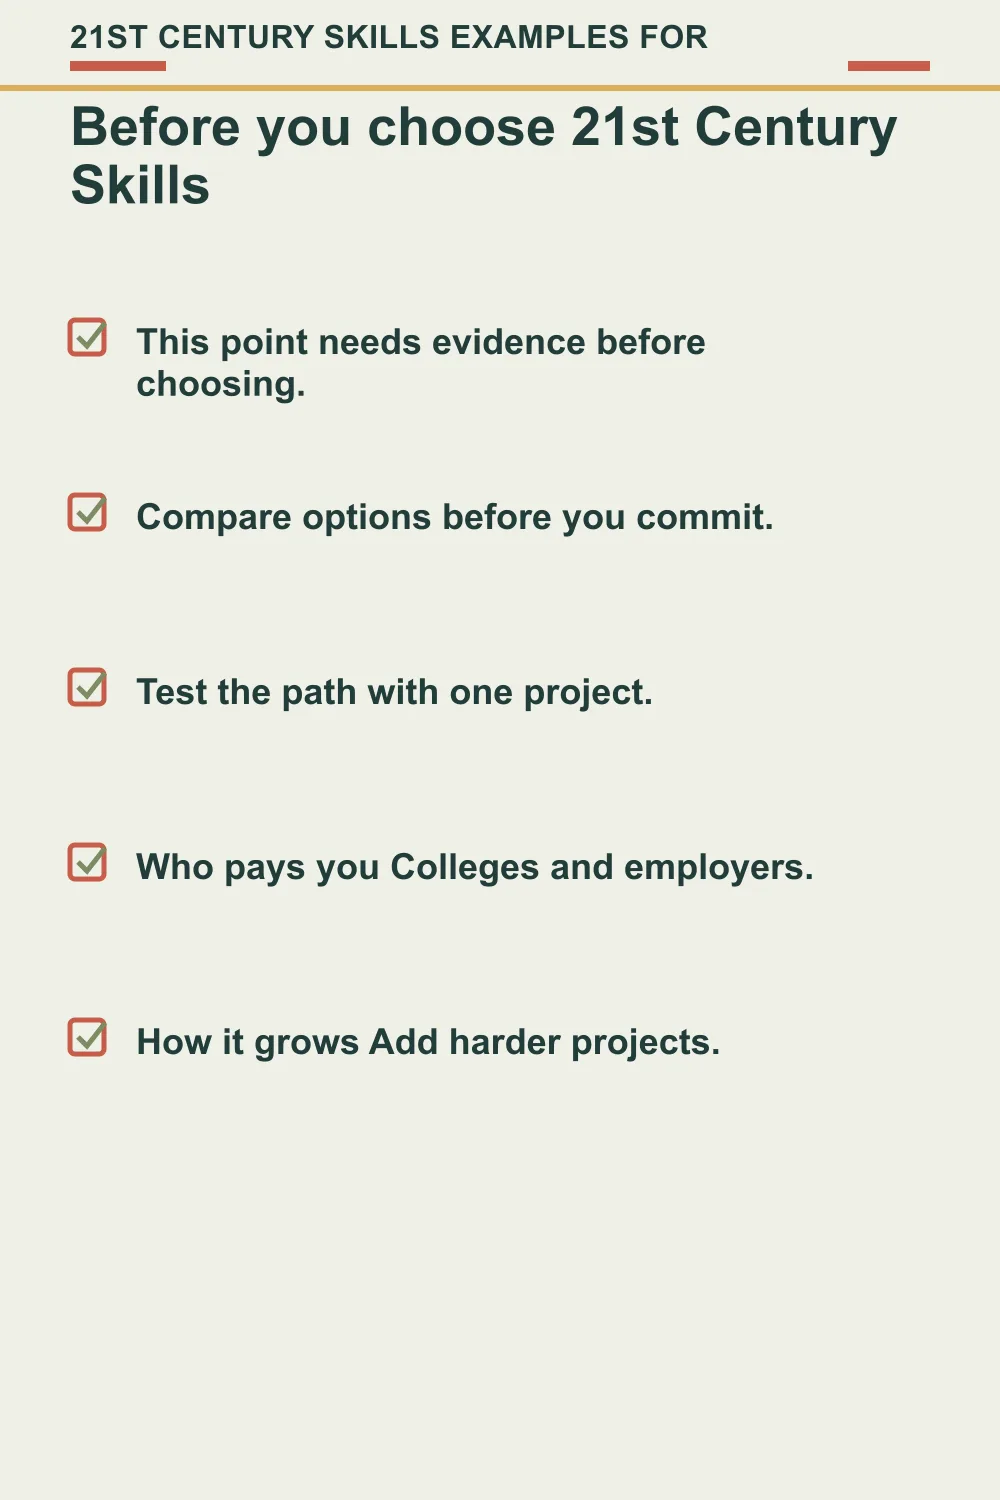 21ST CENTURY SKILLS EXAMPLES FOR
Before you choose 21st Century
Skills
This point needs evidence before
choosing.
Compare options before you commit.
Test the path with one project.
Who pays you Colleges and employers.
How it grows Add harder projects.